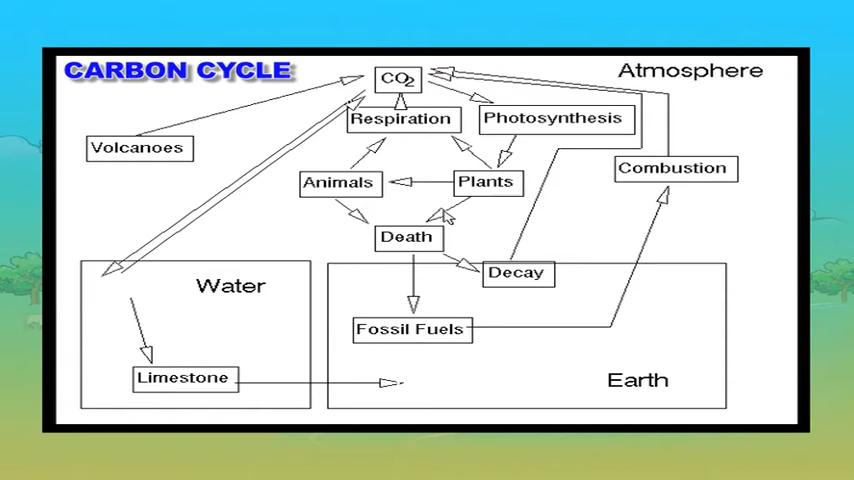 CARBON CYCLE
CO2
Atmosphere
Respiration
Photosynthesis
Volcanoes
Combustion
Animals
Plants
Death
Decay
Water
Fossil Fuels
Limestone
Earth